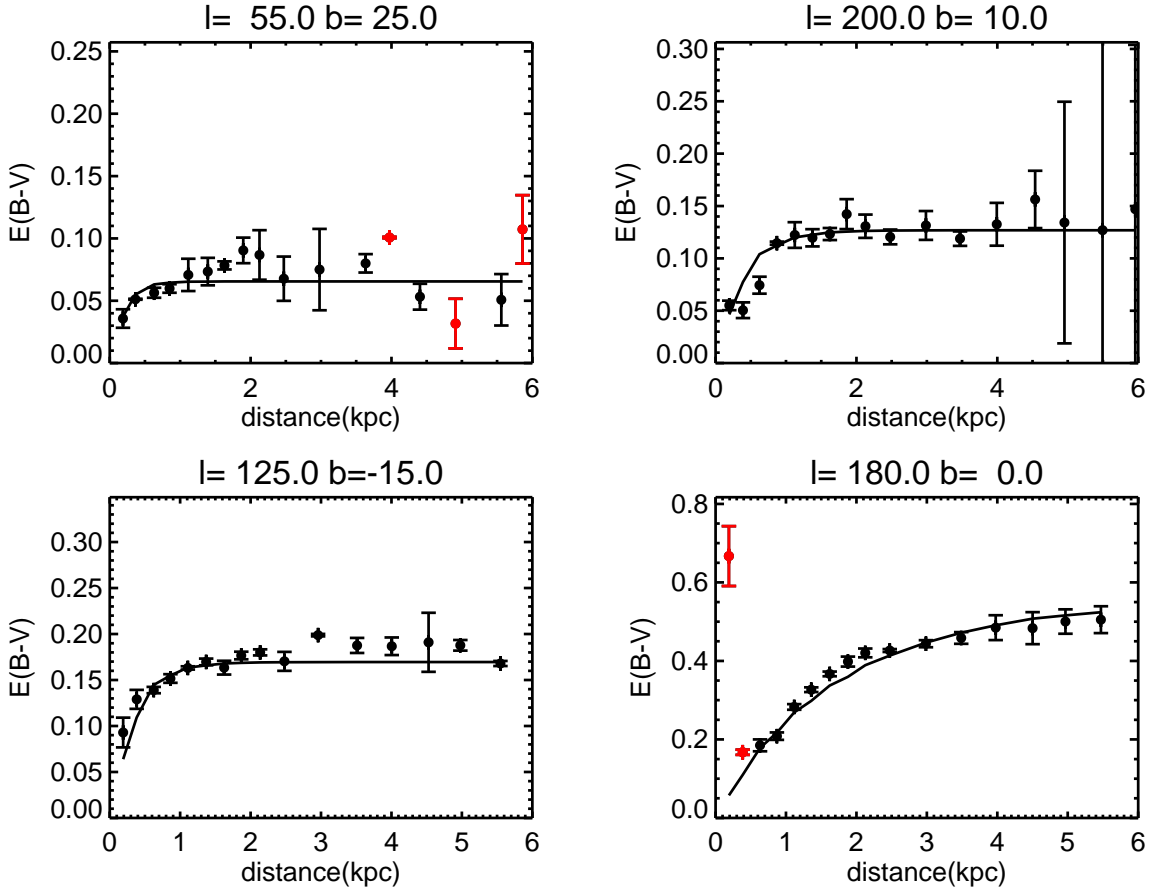 l= 55.0 b= 25.0
l= 200.0 b= 10.0
0.25
0.20
0.15
0.10
0.05
0.00
E(B-V)
0 2 4 6
distance(kpc)
0.30
0.25
0.20
0.15
0.10
0.05
0.00
E(B-V)
0 1 2 3 4 5 6
distance(kpc)
l= 125.0 b=-15.0
l= 180.0 b= 0.0
0.30
0.25
0.20
0.15
0.10
0.05
0.00
E(B-V)
0 1 2 3 4 5 6
distance(kpc)
0.8
0.6
0.4
0.2
0.0
E(B-V)
0 1 2 3 4 5 6
distance(kpc)